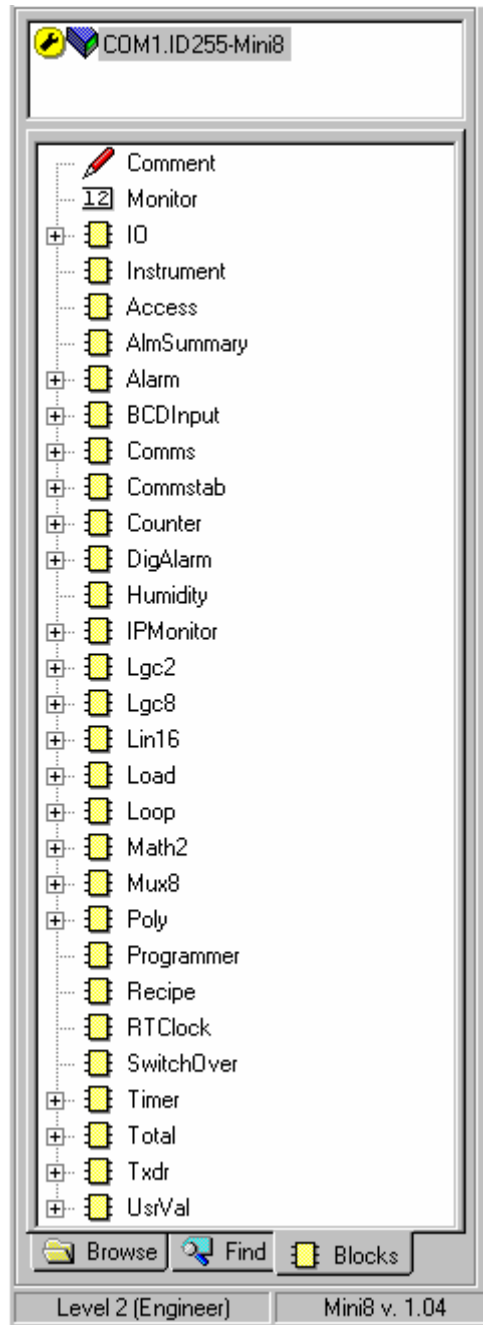 COM1.ID255-Mini8
Comment
12 Monitor
IO
Instrument
Access
AlmSummary
Alarm
BCDInput
Comms
Commstab
Counter
DigAlarm
Humidity
IPMonitor
Lgc2
Lgc8
Lin16
Load
Loop
Math2
Mux8
Poly
Programmer
Recipe
RTClock
SwitchOver
Timer
Total
Txdr
UsrVal
Browse Find Blocks
Level 2 (Engineer) Mini8 v. 1.04